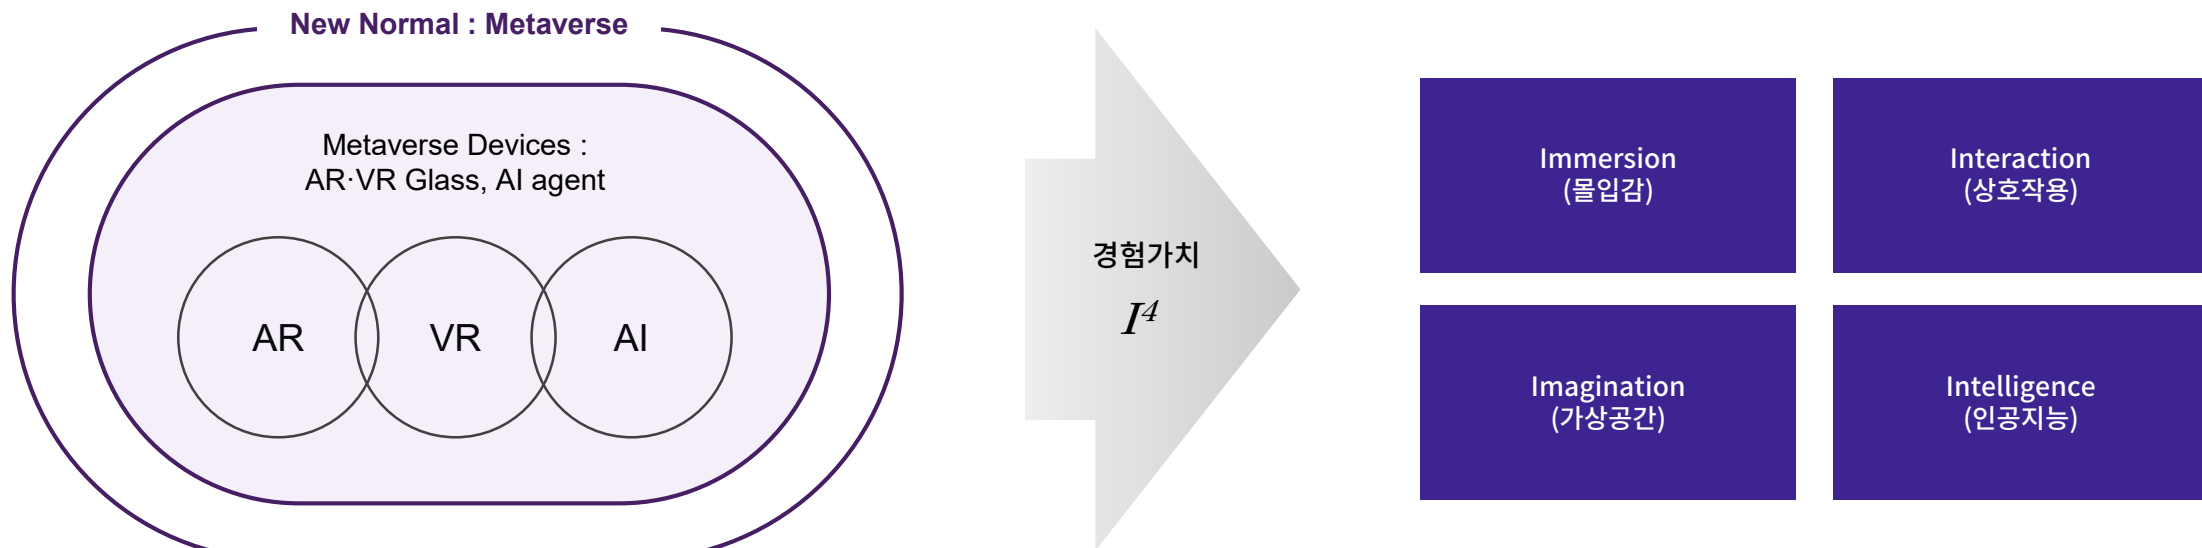 New Normal : Metaverse
Metaverse Devices :
AR·VR Glass, AI agent
AR
VR
AI
경험가치
I⁴
Immersion
(몰입감)
Interaction
(상호작용)
Imagination
(가상공간)
Intelligence
(인공지능)